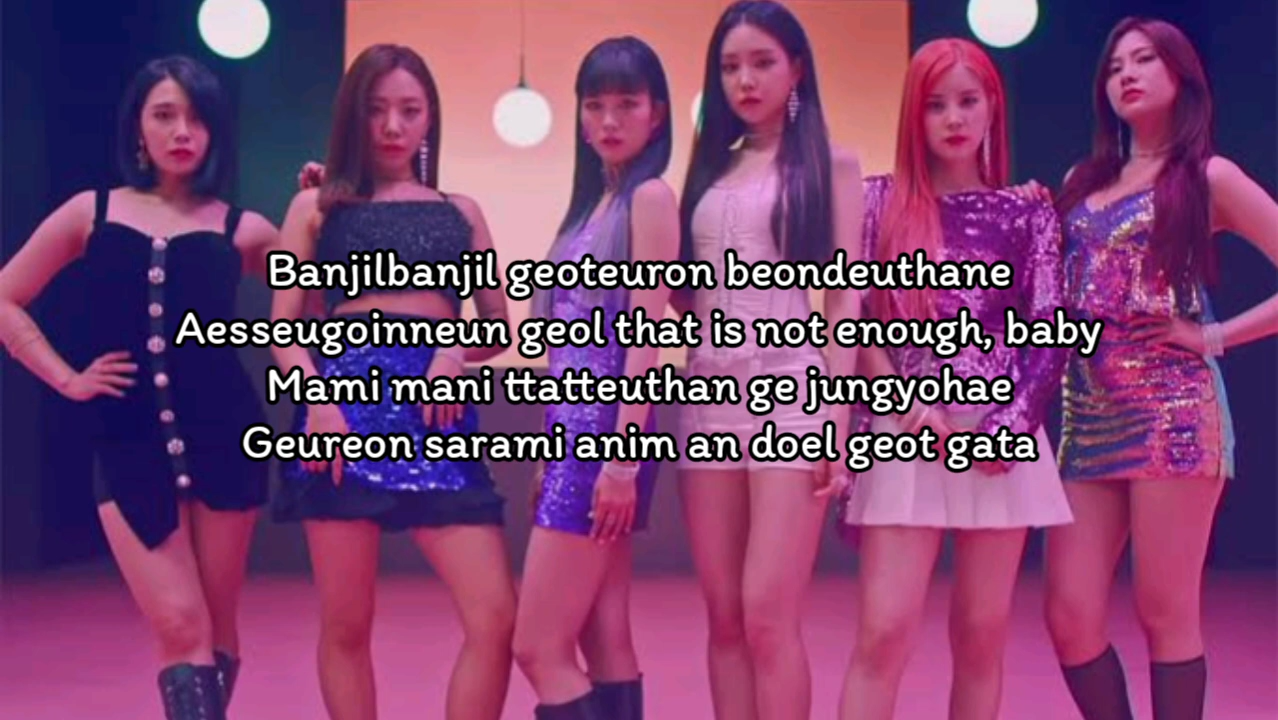 Banjilbanjil geoteuron beondeuthane
Aesseugoinneun geol that is not enough, baby
Mami mani ttatteuthan ge jungyohae
Geureon sarami anim an doel geot gata